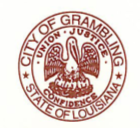 CITY OF GRAMBLING
UNION · JUSTICE
CONFIDENCE
STATE OF LOUISIANA